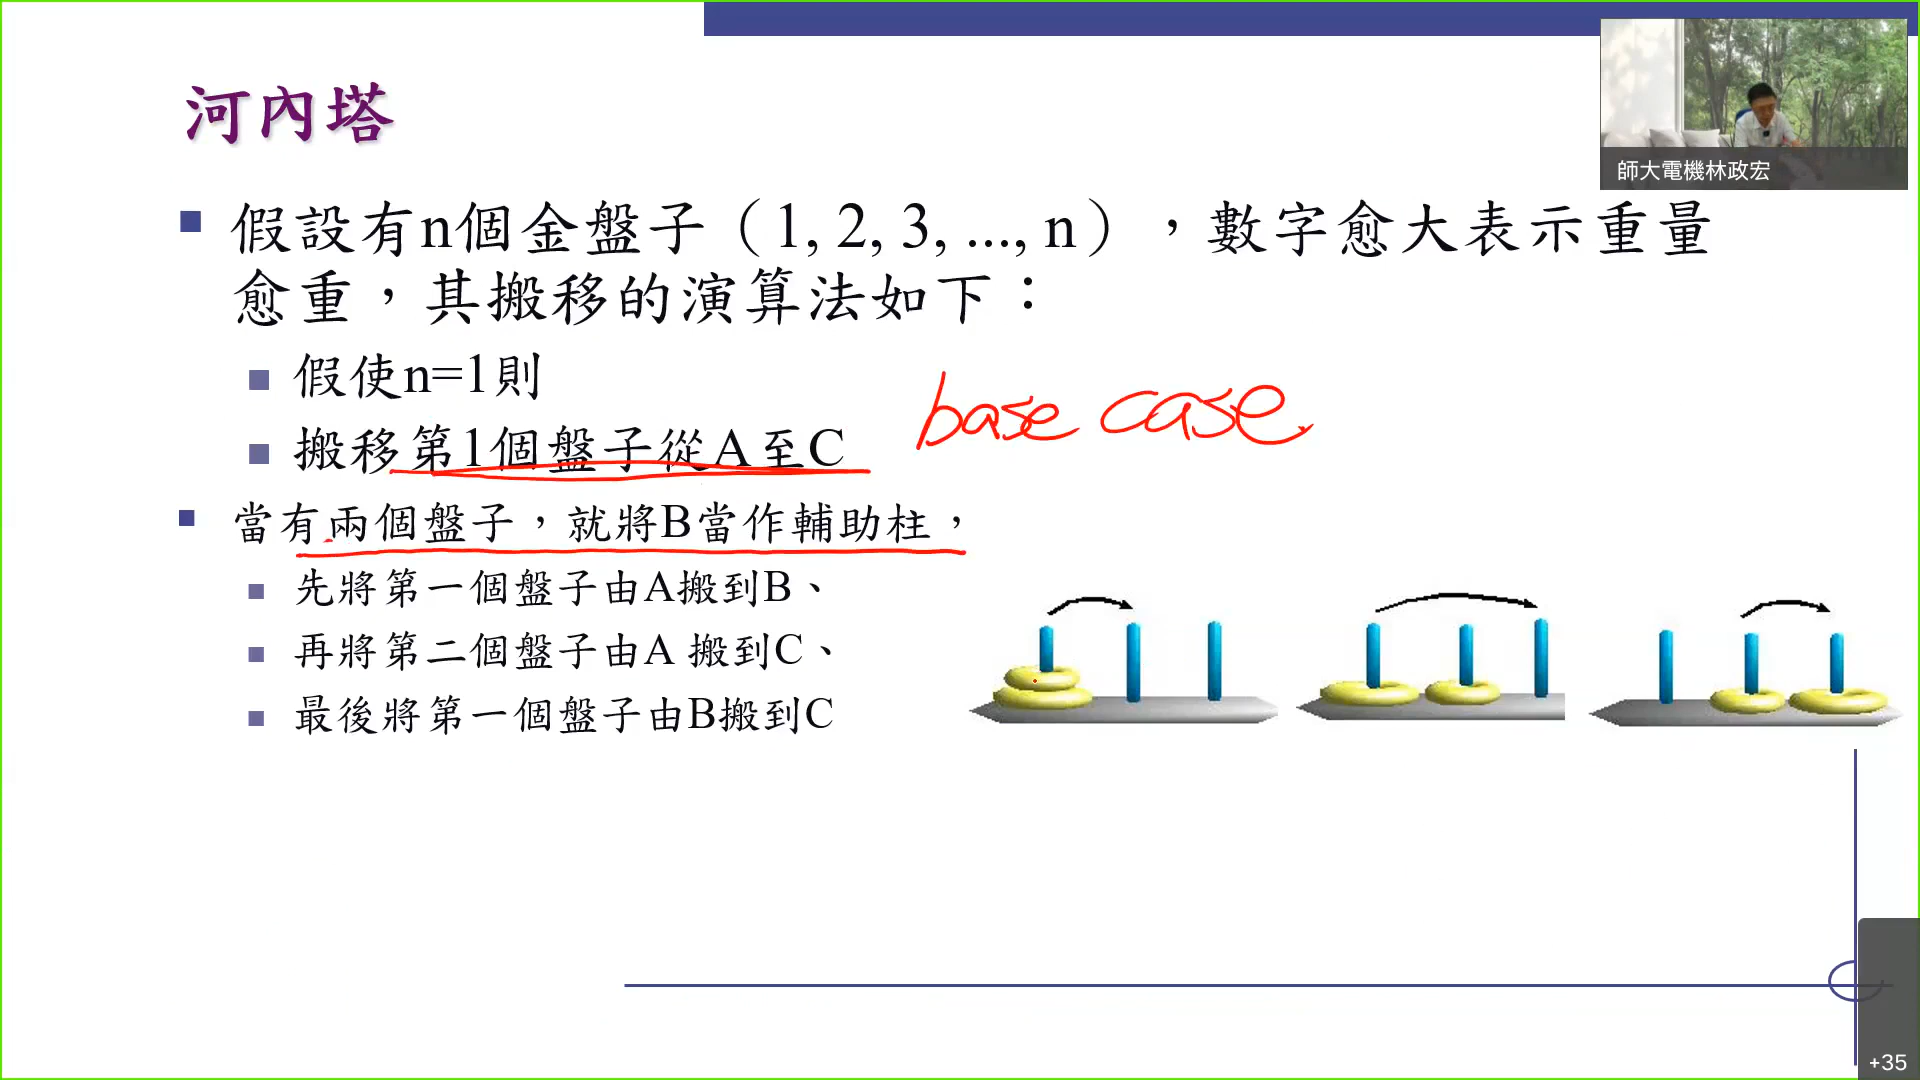 河內塔
師大電機林政宏
假設有n個金盤子（1, 2, 3, ..., n），數字愈大表示重量
愈重，其搬移的演算法如下：
假使n=1則
base case.
搬移第1個盤子從A至C
當有兩個盤子，就將B當作輔助柱，
先將第一個盤子由A搬到B、
再將第二個盤子由A 搬到C、
最後將第一個盤子由B搬到C
+35